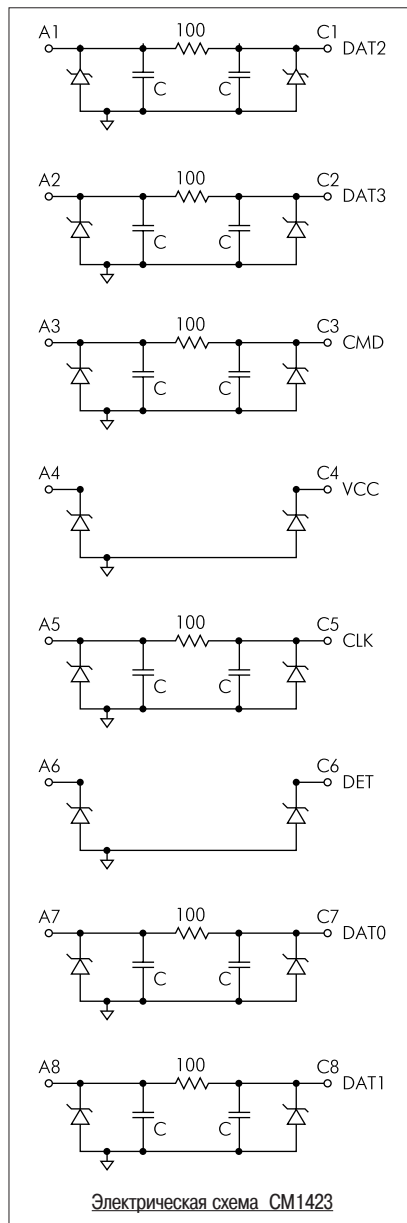 A1 100 C1 DAT2
C C
A2 100 C2 DAT3
C C
A3 100 C3 CMD
C C
A4 C4 VCC
A5 100 C5 CLK
C C
A6 C6 DET
A7 100 C7 DAT0
C C
A8 100 C8 DAT1
C C
Электрическая схема CM1423